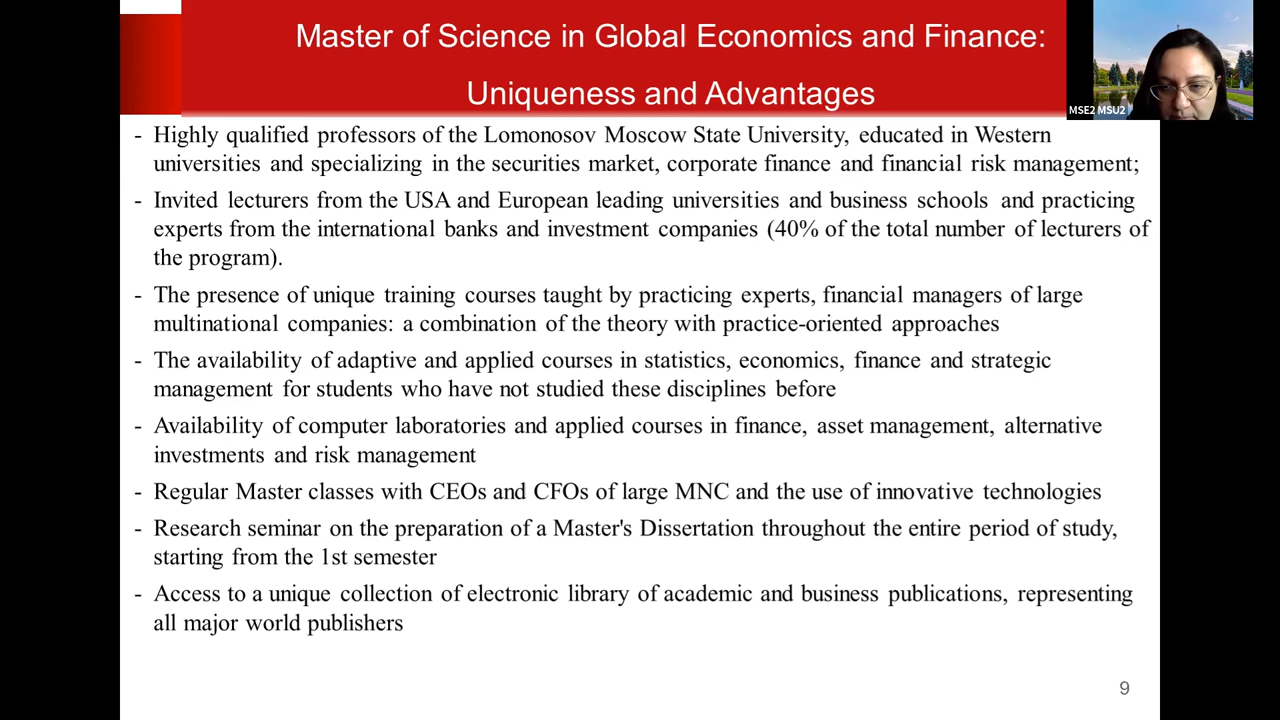 Master of Science in Global Economics and Finance:
Uniqueness and Advantages
MSE2 MSU2
- Highly qualified professors of the Lomonosov Moscow State University, educated in Western
universities and specializing in the securities market, corporate finance and financial risk management;
- Invited lecturers from the USA and European leading universities and business schools and practicing
experts from the international banks and investment companies (40% of the total number of lecturers of
the program).
- The presence of unique training courses taught by practicing experts, financial managers of large
multinational companies: a combination of the theory with practice-oriented approaches
- The availability of adaptive and applied courses in statistics, economics, finance and strategic
management for students who have not studied these disciplines before
- Availability of computer laboratories and applied courses in finance, asset management, alternative
investments and risk management
- Regular Master classes with CEOs and CFOs of large MNC and the use of innovative technologies
- Research seminar on the preparation of a Master's Dissertation throughout the entire period of study,
starting from the 1st semester
- Access to a unique collection of electronic library of academic and business publications, representing
all major world publishers
9